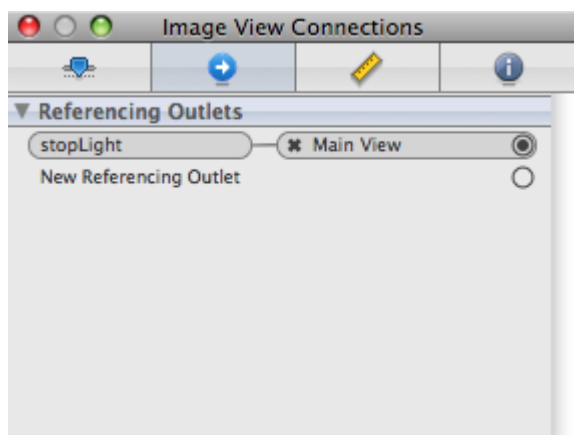 Image View Connections
Referencing Outlets
stopLight Main View
New Referencing Outlet